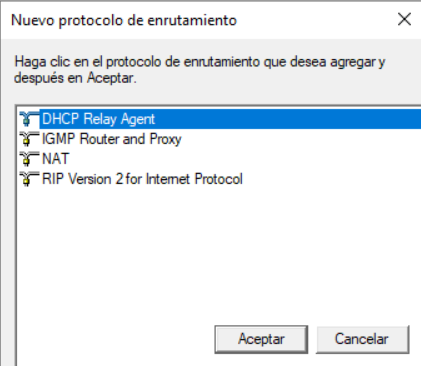 Nuevo protocolo de enrutamiento
Haga clic en el protocolo de enrutamiento que desea agregar y
después en Aceptar.
DHCP Relay Agent
IGMP Router and Proxy
NAT
RIP Version 2 for Internet Protocol
Aceptar
Cancelar